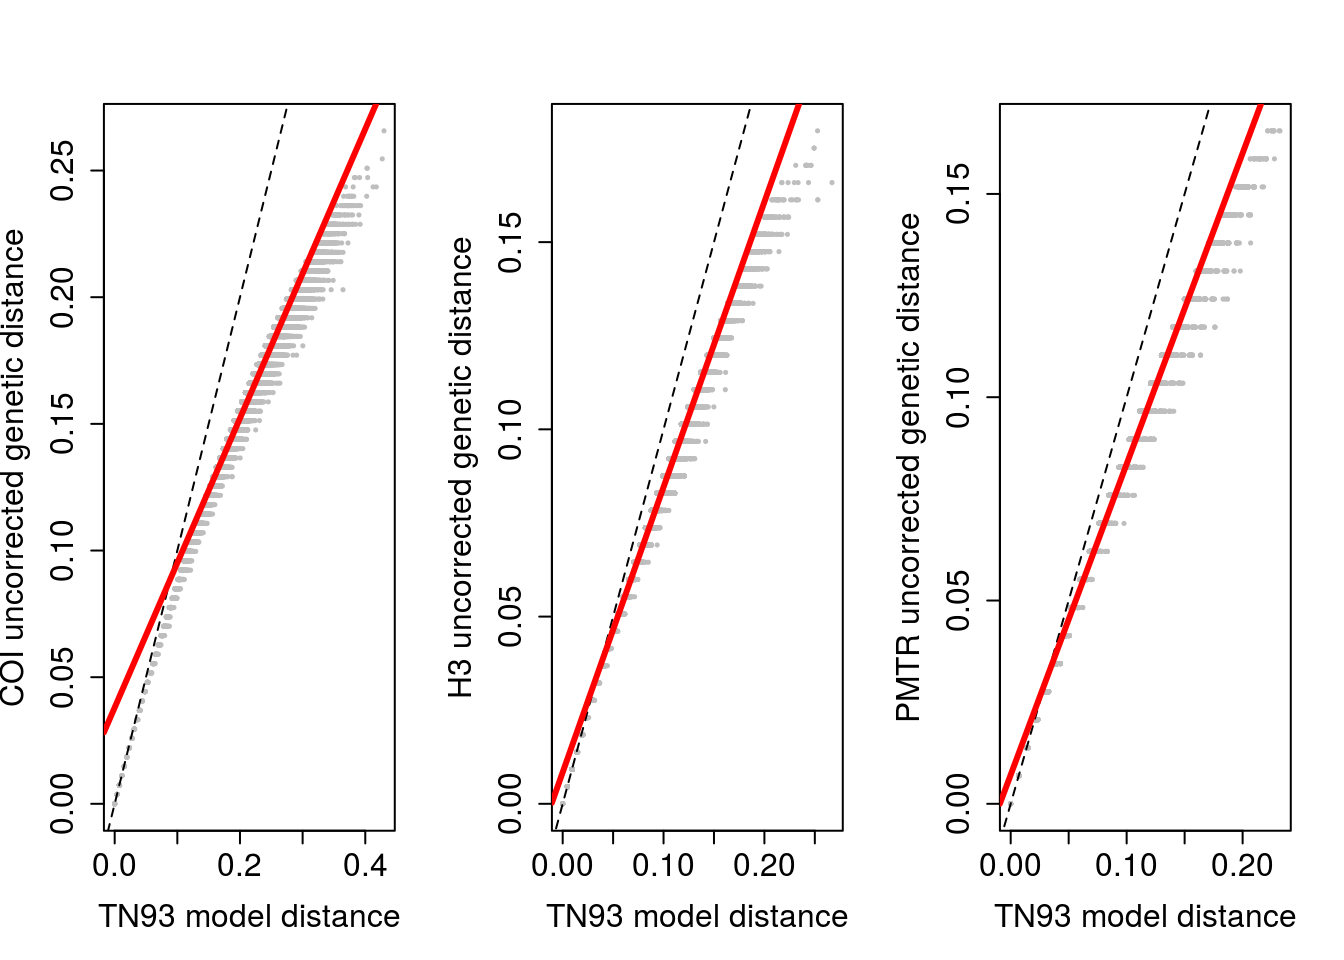 COI uncorrected genetic distance
0.00 0.05 0.10 0.15 0.20 0.25
0.0 0.2 0.4
TN93 model distance
H3 uncorrected genetic distance
0.00 0.05 0.10 0.15
0.00 0.10 0.20
TN93 model distance
PMTR uncorrected genetic distance
0.00 0.05 0.10 0.15
0.00 0.10 0.20
TN93 model distance